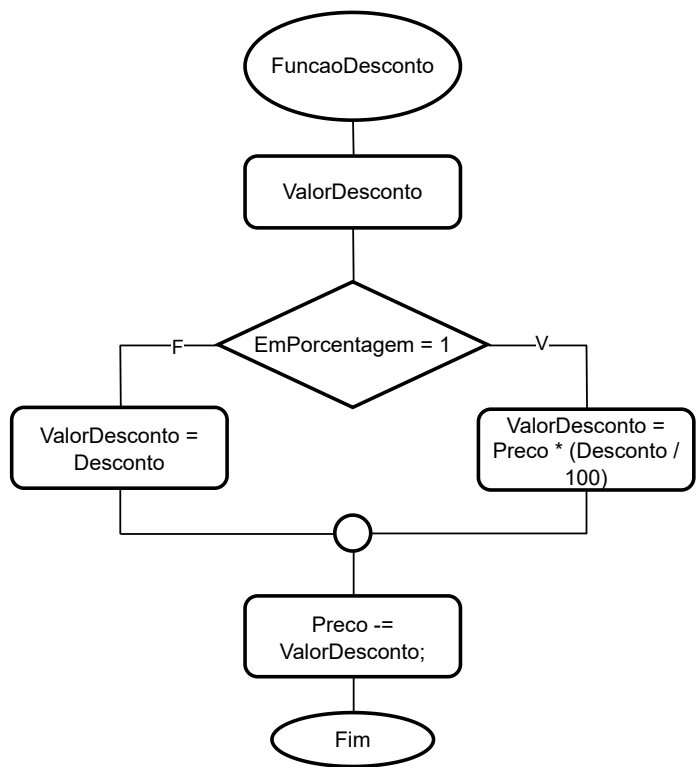 FuncaoDesconto
ValorDesconto
EmPorcentagem = 1
F
V
ValorDesconto =
Desconto
ValorDesconto =
Preco * (Desconto /
100)
Preco -=
ValorDesconto;
Fim